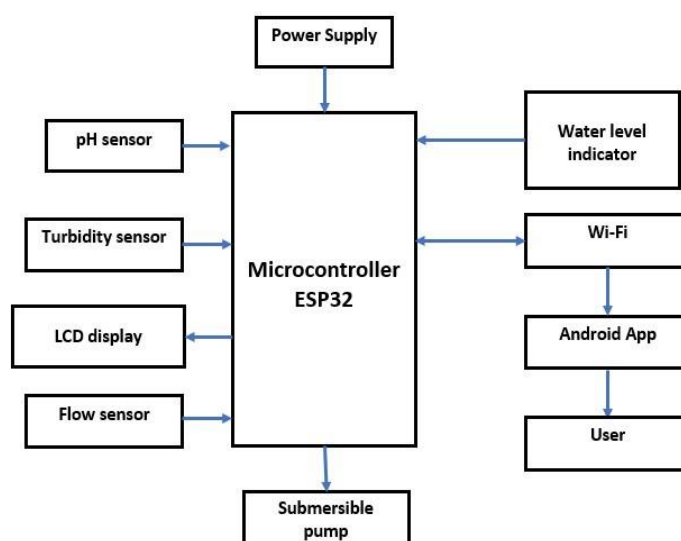 Power Supply
pH sensor
Water level
indicator
Turbidity sensor
Wi-Fi
Microcontroller
ESP32
LCD display
Android App
Flow sensor
User
Submersible
pump